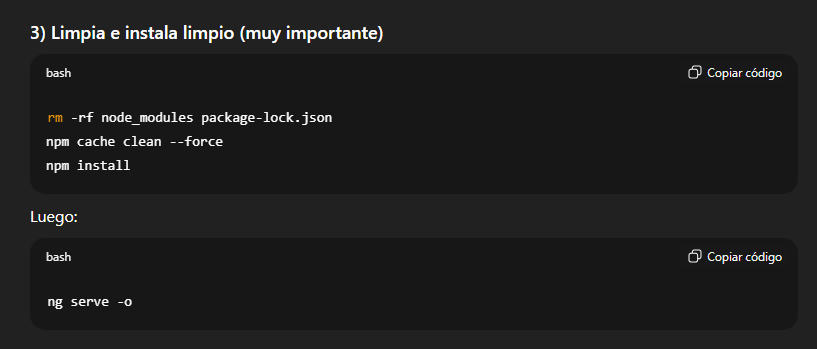 3) Limpia e instala limpio (muy importante)
bash
Copiar código
rm -rf node_modules package-lock.json
npm cache clean --force
npm install
Luego:
bash
Copiar código
ng serve -o